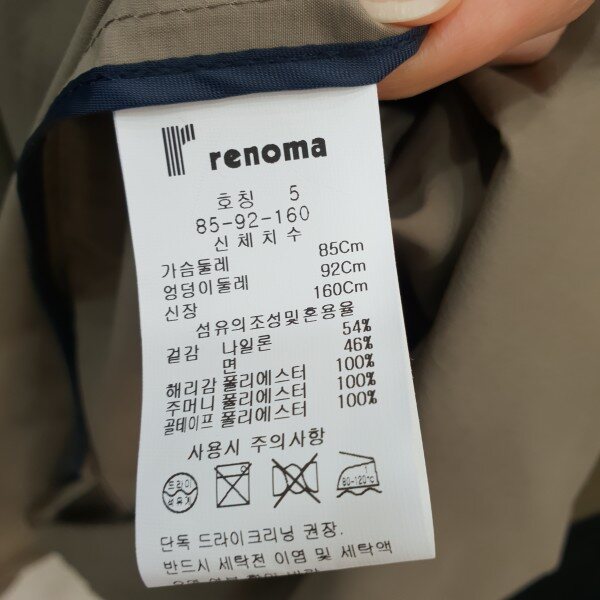 renoma
호칭 5
85-92-160
신체치수
가슴둘레 85Cm
엉덩이둘레 92Cm
신장 160Cm
섬유의조성및혼용율
겉감 나일론 54%
면 46%
해리감 폴리에스터 100%
주머니 폴리에스터 100%
골테이프 폴리에스터 100%
사용시 주의사항
드라이
석유계
80-120°C
단독 드라이크리닝 권장.
반드시 세탁전 이염 및 세탁액